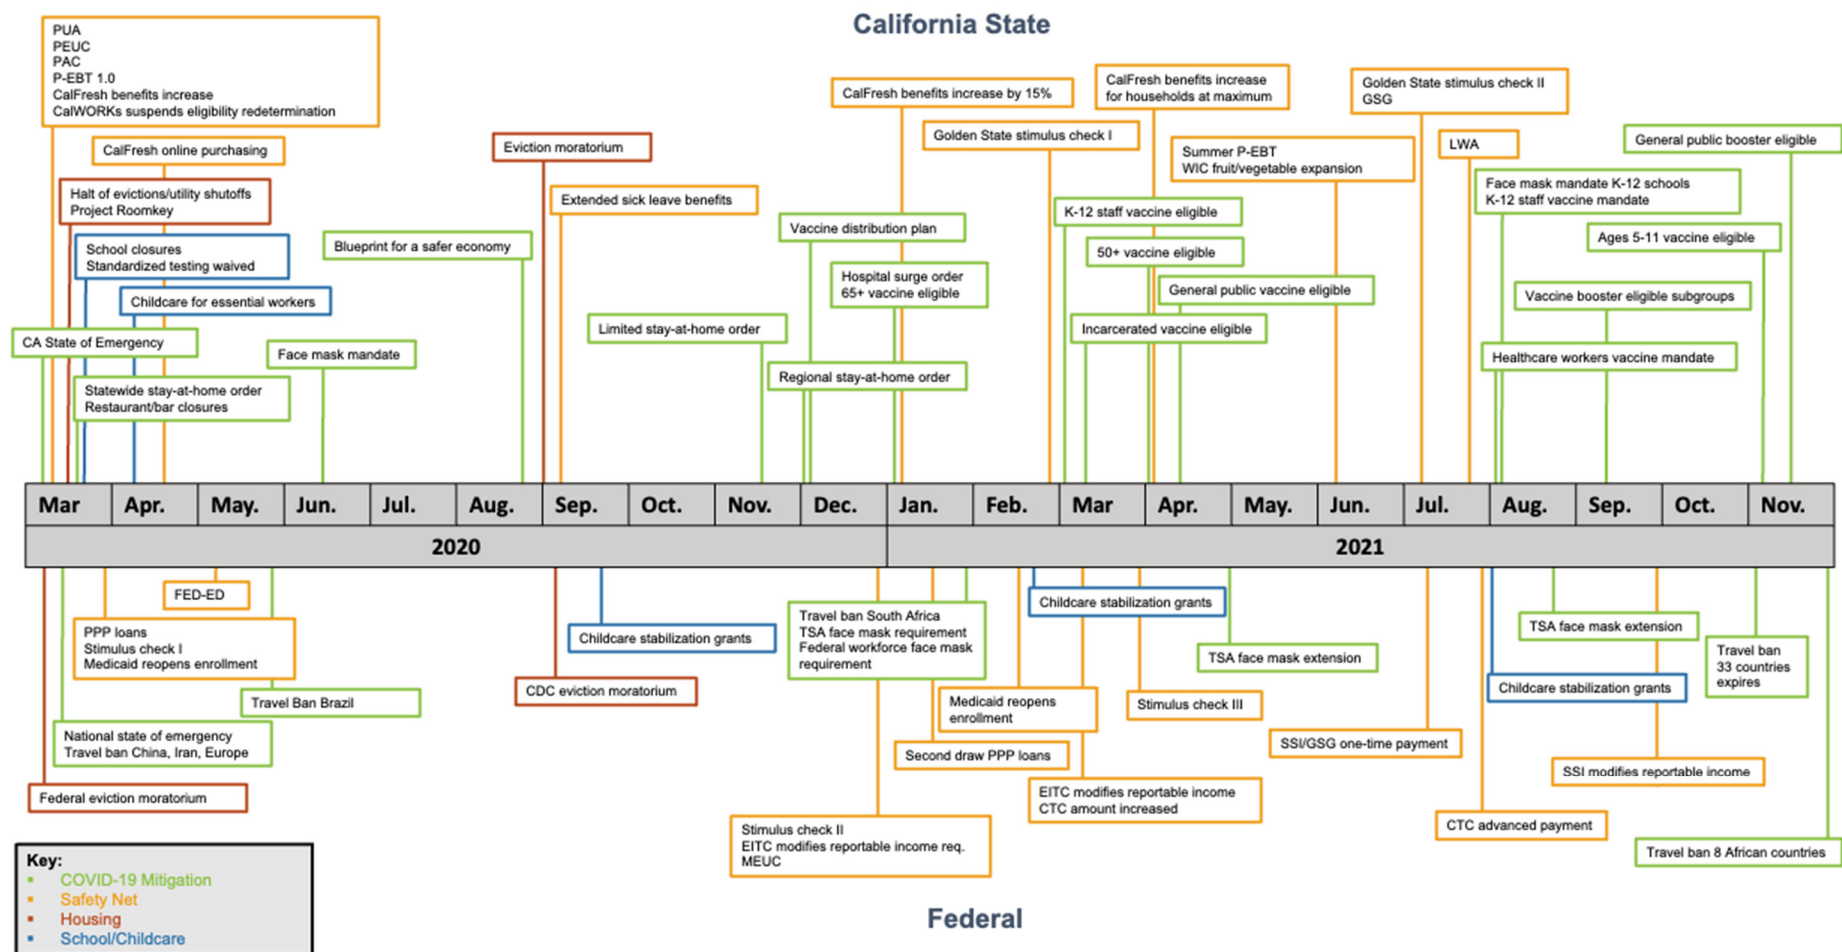 California State
PUA
PEUC
PAC
P-EBT 1.0
CalFresh benefits increase
CalWORKs suspends eligibility redetermination
CalFresh online purchasing
Halt of evictions/utility shutoffs
Project Roomkey
School closures
Standardized testing waived
Childcare for essential workers
CA State of Emergency
Statewide stay-at-home order
Restaurant/bar closures
Face mask mandate
Blueprint for a safer economy
Eviction moratorium
Extended sick leave benefits
Limited stay-at-home order
CalFresh benefits increase by 15%
Golden State stimulus check I
Vaccine distribution plan
Hospital surge order
65+ vaccine eligible
Regional stay-at-home order
CalFresh benefits increase
for households at maximum
Summer P-EBT
WIC fruit/vegetable expansion
K-12 staff vaccine eligible
50+ vaccine eligible
General public vaccine eligible
Incarcerated vaccine eligible
Golden State stimulus check II
GSG
LWA
General public booster eligible
Face mask mandate K-12 schools
K-12 staff vaccine mandate
Ages 5-11 vaccine eligible
Vaccine booster eligible subgroups
Healthcare workers vaccine mandate
Mar Apr. May. Jun. Jul. Aug. Sep. Oct. Nov. Dec. Jan. Feb. Mar Apr. May. Jun. Jul. Aug. Sep. Oct. Nov.
2020 2021
FED-ED
PPP loans
Stimulus check I
Medicaid reopens enrollment
Travel Ban Brazil
National state of emergency
Travel ban China, Iran, Europe
Federal eviction moratorium
Childcare stabilization grants
CDC eviction moratorium
Travel ban South Africa
TSA face mask requirement
Federal workforce face mask
requirement
Medicaid reopens
enrollment
Second draw PPP loans
Stimulus check II
EITC modifies reportable income req.
MEUC
Childcare stabilization grants
TSA face mask extension
Stimulus check III
SSI/GSG one-time payment
EITC modifies reportable income
CTC amount increased
TSA face mask extension
Travel ban
33 countries
expires
Childcare stabilization grants
SSI modifies reportable income
CTC advanced payment
Travel ban 8 African countries
Key:
COVID-19 Mitigation
Safety Net
Housing
School/Childcare
Federal